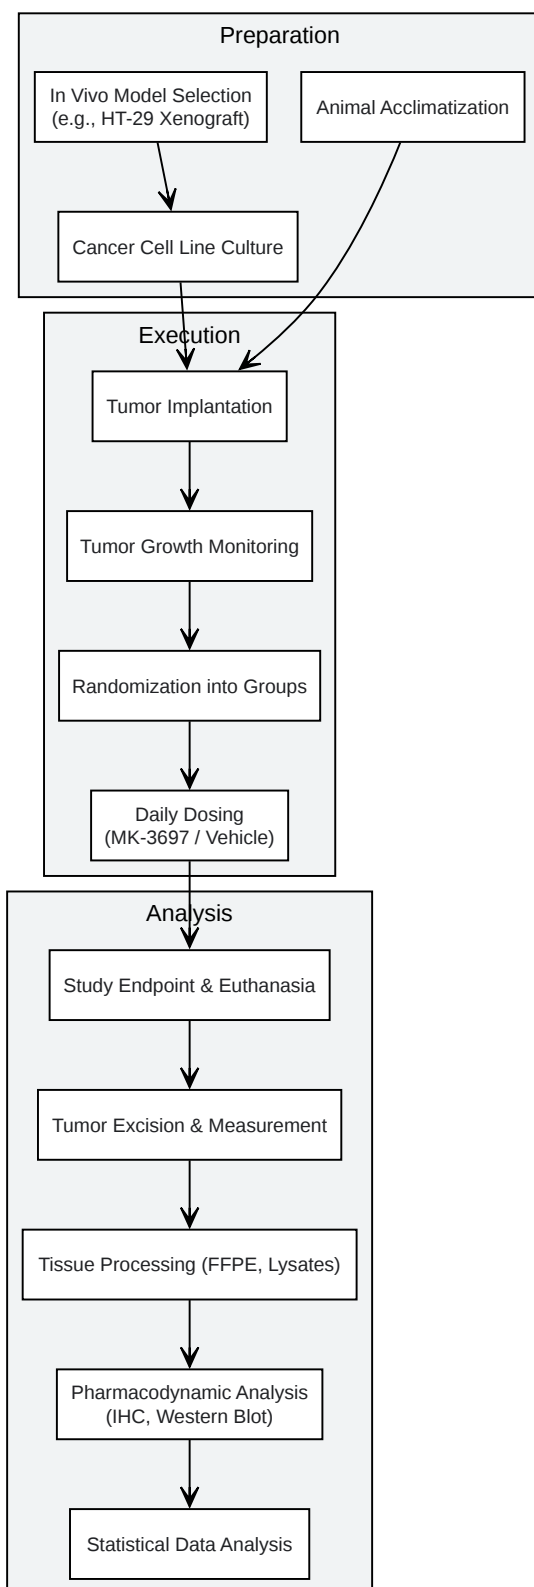 Preparation
In Vivo Model Selection
(e.g., HT-29 Xenograft)
Animal Acclimatization
Cancer Cell Line Culture
Execution
Tumor Implantation
Tumor Growth Monitoring
Randomization into Groups
Daily Dosing
(MK-3697 / Vehicle)
Analysis
Study Endpoint & Euthanasia
Tumor Excision & Measurement
Tissue Processing (FFPE, Lysates)
Pharmacodynamic Analysis
(IHC, Western Blot)
Statistical Data Analysis